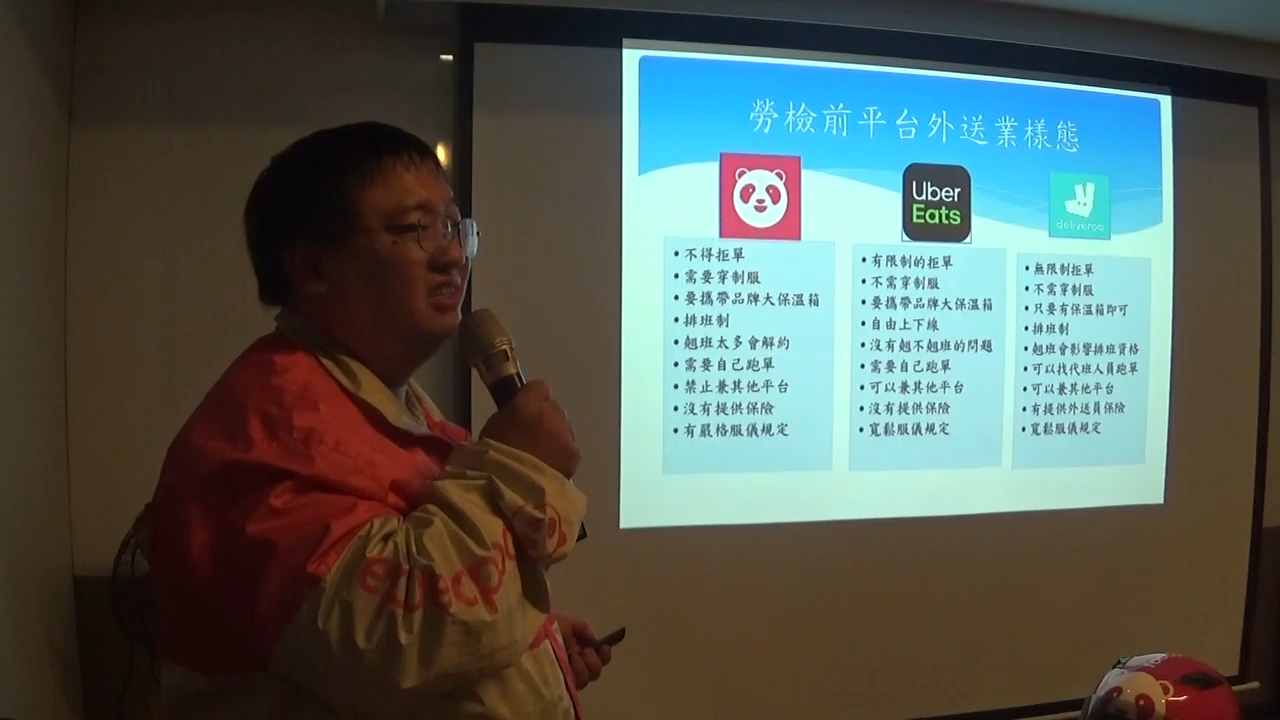 勞檢前平台外送業樣態
Uber
Eats
deliveroo
•不得拒單
•需要穿制服
•要攜帶品牌大保溫箱
•排班制
•翹班太多會解約
•需要自己跑單
•禁止兼其他平台
•沒有提供保險
•有嚴格服儀規定
•有限制的拒單
•不需穿制服
•要攜帶品牌大保溫箱
•自由上下線
•沒有翹不翹班的問題
•需要自己跑單
•可以兼其他平台
•沒有提供保險
•寬鬆服儀規定
•無限制拒單
•不需穿制服
•只要有保溫箱即可
•排班制
•翹班會影響排班資格
•可以找代班人員跑單
•可以兼其他平台
•有提供外送員保險
•寬鬆服儀規定